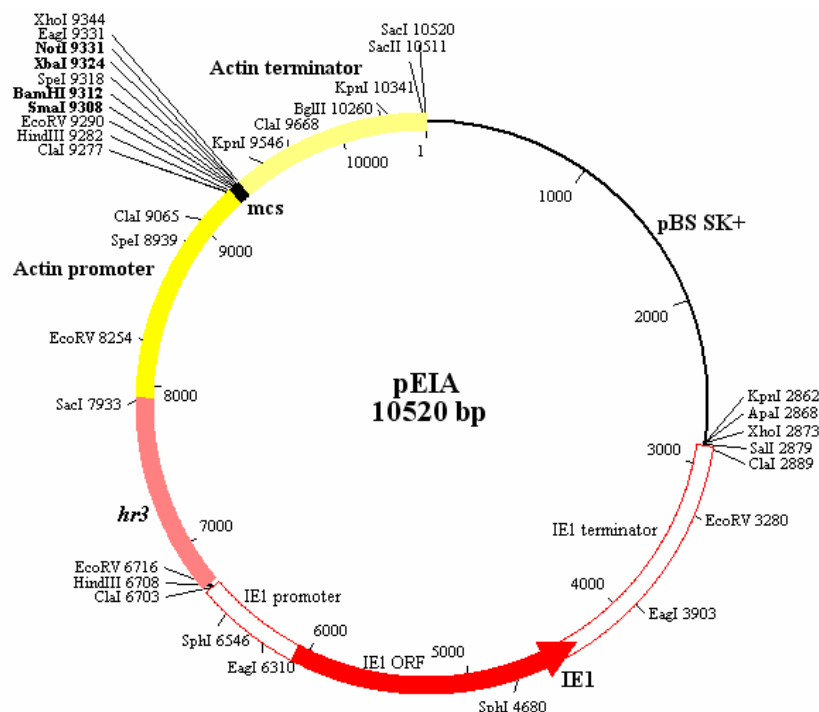 XhoI 9344
EagI 9331
NotI 9331
XbaI 9324
SpeI 9318
BamHI 9312
SmaI 9308
EcoRV 9290
HindIII 9282
ClaI 9277
Actin terminator
SacI 10520
SacII 10511
KpnI 10341
BglII 10260
ClaI 9668
KpnI 9546
10000
1
1000
mcs
ClaI 9065
SpeI 8939
9000
pBS SK+
Actin promoter
2000
EcoRV 8254
pEIA
10520 bp
8000
SacI 7933
KpnI 2862
ApaI 2868
XhoI 2873
SalI 2879
ClaI 2889
3000
hr3
7000
IE1 terminator
EcoRV 3280
EcoRV 6716
HindIII 6708
ClaI 6703
IE1 promoter
4000
EagI 3903
SphI 6546
6000
EagI 6310
IE1 ORF
5000
IE1
SphI 4680